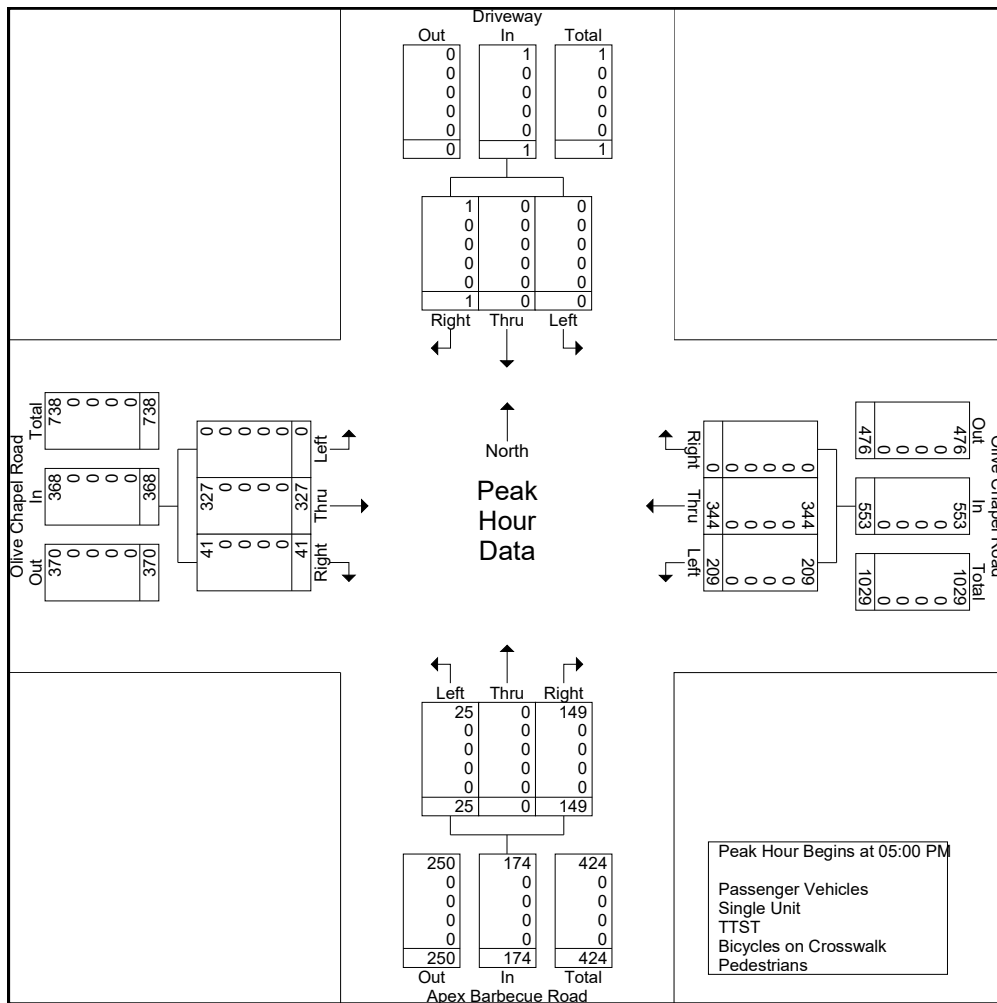 Driveway
Out In Total
0 1 1
0 0 0
0 0 0
0 0 0
0 0 0
0 1 1
1 0 0
0 0 0
0 0 0
0 0 0
0 0 0
1 0 0
Right Thru Left
Olive Chapel Road
Total In Out
738 368 370
0 0 0
0 0 0
0 0 0
0 0 0
738 368 370
0 327 41
0 0 0
0 0 0
0 0 0
0 0 0
0 327 41
Left Thru Right
North
Peak
Hour
Data
Right Thru Left
0 344 209
0 0 0
0 0 0
0 0 0
0 0 0
0 344 209
476 553 1029
0 0 0
0 0 0
0 0 0
0 0 0
476 553 1029
Out In Total
Olive Chapel Road
Left Thru Right
25 0 149
0 0 0
0 0 0
0 0 0
0 0 0
25 0 149
250 174 424
0 0 0
0 0 0
0 0 0
0 0 0
250 174 424
Out In Total
Apex Barbecue Road
Peak Hour Begins at 05:00 PM
Passenger Vehicles
Single Unit
TTST
Bicycles on Crosswalk
Pedestrians